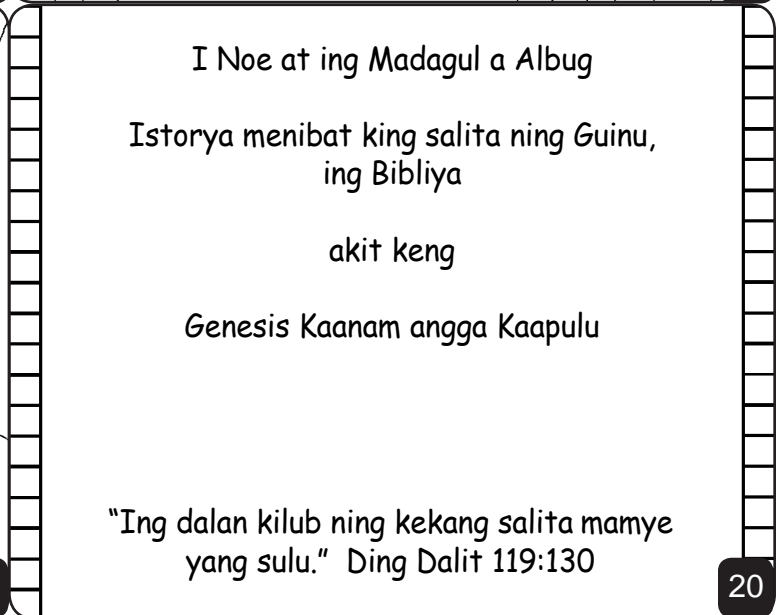 I Noe at ing Madagul a Albug
Istorya menibat king salita ning Guinu,
ing Bibliya
akit keng
Genesis Kaanam angga Kaapulu
“Ing dalan kilub ning kekang salita mamye
yang sulu.” Ding Dalit 119:130
20